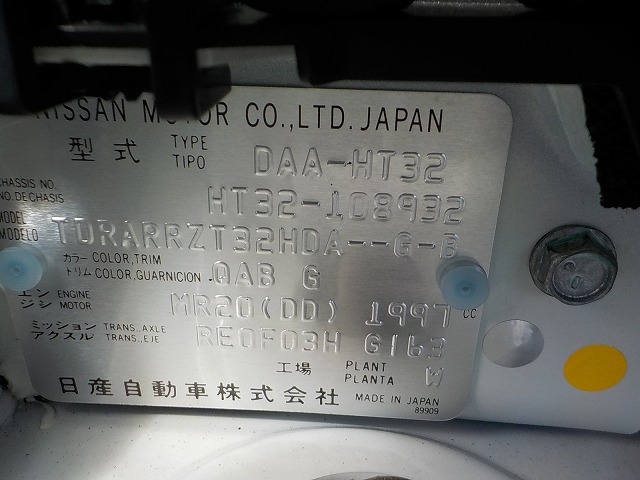 NISSAN MOTOR CO.,LTD. JAPAN
型式 TYPE TIPO DAA-HT32
CHASSIS NO. NO. DE CHASIS HT32-108932
MODEL MODELO TDRARRZT32HDA--G-B
カラー COLOR,TRIM トリム COLOR,GUARNICION QAB G
エンジン ENGINE MOTOR MR20(DD) 1997 CC
ミッション TRANS.,AXLE アクスル TRANS.,EJE RE0F03H G163
工場 PLANT PLANTA W
日産自動車株式会社 MADE IN JAPAN
89909